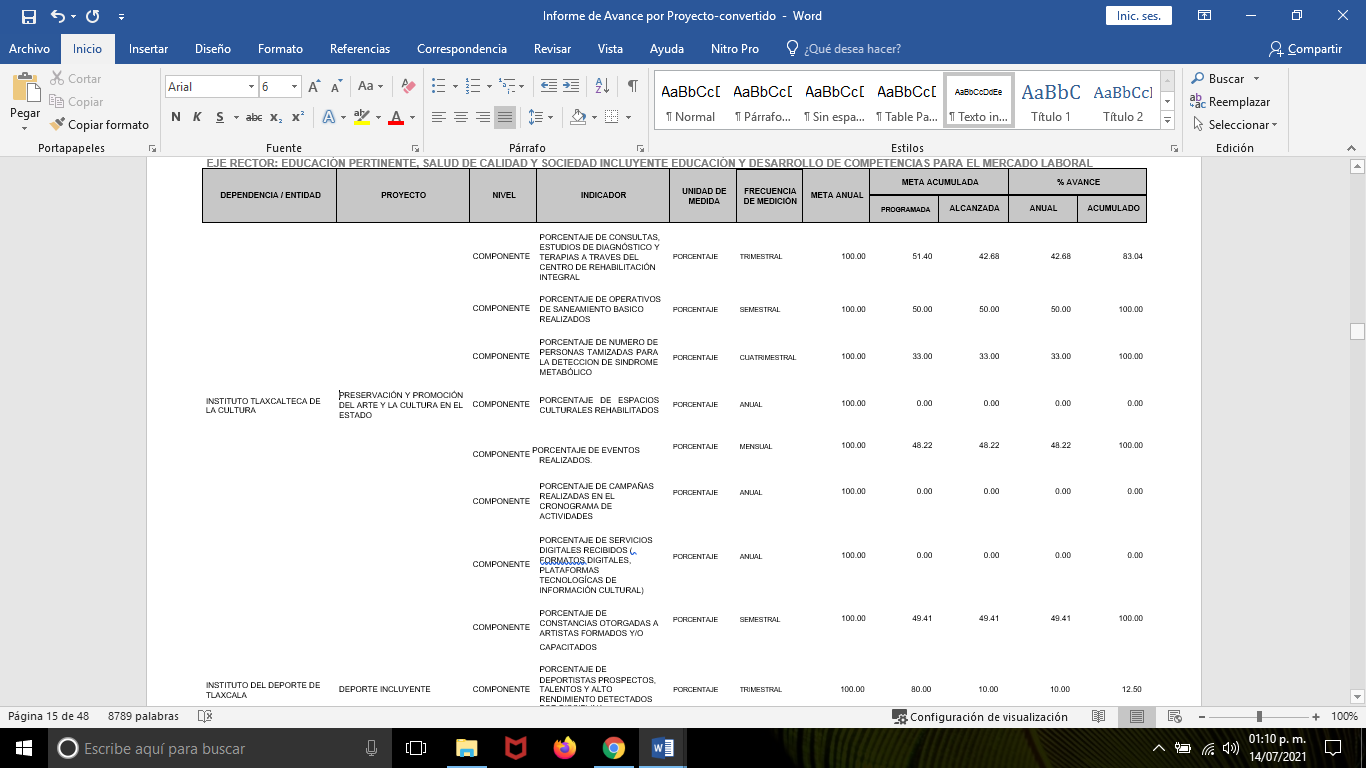 Informe de Avance por Proyecto-convertido - Word
Inic. ses.
Archivo Inicio Insertar Diseño Formato Referencias Correspondencia Revisar Vista Ayuda Nitro Pro ¿Qué desea hacer? Compartir
Pegar
Cortar
Copiar
Copiar formato
Portapapeles
Arial 6
N K S abc x₂ x²
Fuente
Párrafo
AaBbCcD AaBbCcD AaBbCcD AaBbCcD AaBbCcDdEe AaBbC AaBbCcl
¶ Normal ¶ Párrafo... ¶ Sin espa... ¶ Table Pa... ¶ Texto in... Título 1 Título 2
Estilos
Buscar
Reemplazar
Seleccionar
Edición
EJE RECTOR: EDUCACIÓN PERTINENTE, SALUD DE CALIDAD Y SOCIEDAD INCLUYENTE EDUCACIÓN Y DESARROLLO DE COMPETENCIAS PARA EL MERCADO LABORAL
DEPENDENCIA / ENTIDAD
PROYECTO
NIVEL
INDICADOR
UNIDAD DE
MEDIDA
FRECUENCIA
DE MEDICIÓN
META ANUAL
META ACUMULADA
% AVANCE
PROGRAMADA
ALCANZADA
ANUAL
ACUMULADO
COMPONENTE
PORCENTAJE DE CONSULTAS,
ESTUDIOS DE DIAGNÓSTICO Y
TERAPIAS A TRAVES DEL
CENTRO DE REHABILITACIÓN
INTEGRAL
PORCENTAJE TRIMESTRAL 100.00 51.40 42.68 42.68 83.04
COMPONENTE
PORCENTAJE DE OPERATIVOS
DE SANEAMIENTO BASICO
REALIZADOS
PORCENTAJE SEMESTRAL 100.00 50.00 50.00 50.00 100.00
COMPONENTE
PORCENTAJE DE NUMERO DE
PERSONAS TAMIZADAS PARA
LA DETECCION DE SINDROME
METABÓLICO
PORCENTAJE CUATRIMESTRAL 100.00 33.00 33.00 33.00 100.00
INSTITUTO TLAXCALTECA DE
LA CULTURA
PRESERVACIÓN Y PROMOCIÓN
DEL ARTE Y LA CULTURA EN EL
ESTADO
COMPONENTE
PORCENTAJE DE ESPACIOS
CULTURALES REHABILITADOS
PORCENTAJE ANUAL 100.00 0.00 0.00 0.00 0.00
COMPONENTE
PORCENTAJE DE EVENTOS
REALIZADOS.
PORCENTAJE MENSUAL 100.00 48.22 48.22 48.22 100.00
COMPONENTE
PORCENTAJE DE CAMPAÑAS
REALIZADAS EN EL
CRONOGRAMA DE
ACTIVIDADES
PORCENTAJE ANUAL 100.00 0.00 0.00 0.00 0.00
COMPONENTE
PORCENTAJE DE SERVICIOS
DIGITALES RECIBIDOS (
FORMATOS DIGITALES,
PLATAFORMAS
TECNOLOGÍCAS DE
INFORMACIÓN CULTURAL)
PORCENTAJE ANUAL 100.00 0.00 0.00 0.00 0.00
COMPONENTE
PORCENTAJE DE
CONSTANCIAS OTORGADAS A
ARTISTAS FORMADOS Y/O
CAPACITADOS
PORCENTAJE SEMESTRAL 100.00 49.41 49.41 49.41 100.00
INSTITUTO DEL DEPORTE DE
TLAXCALA
DEPORTE INCLUYENTE
COMPONENTE
PORCENTAJE DE
DEPORTISTAS PROSPECTOS,
TALENTOS Y ALTO
RENDIMIENTO DETECTADOS
PORCENTAJE TRIMESTRAL 100.00 80.00 10.00 10.00 12.50
Página 15 de 48 8789 palabras
Configuración de visualización
100%
Escribe aquí para buscar
01:10 p. m.
14/07/2021